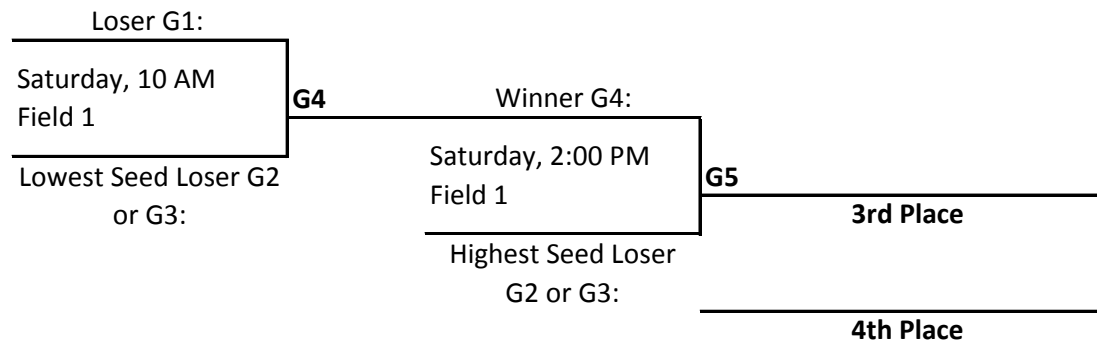 Loser G1:
Saturday, 10 AM
Field 1
G4
Lowest Seed Loser G2
or G3:
Winner G4:
Saturday, 2:00 PM
Field 1
G5
Highest Seed Loser
G2 or G3:
3rd Place
4th Place